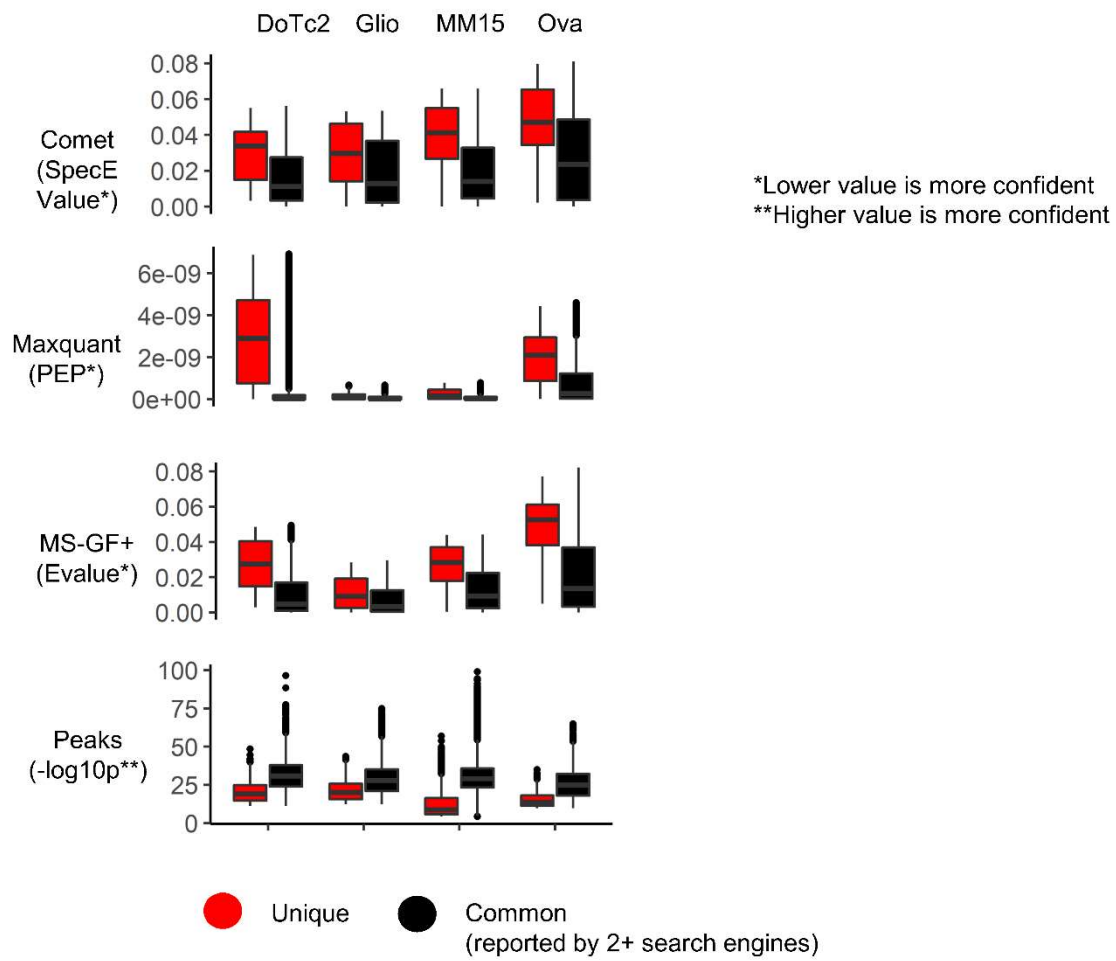 DoTc2 Glio MM15 Ova
0.08
0.06
0.04
0.02
0.00
Comet
(SpecE
Value*)
*Lower value is more confident
**Higher value is more confident
6e-09
4e-09
2e-09
0e+00
Maxquant
(PEP*)
0.08
0.06
0.04
0.02
0.00
MS-GF+
(Evalue*)
100
75
50
25
0
Peaks
(-log10p**)
Unique
Common
(reported by 2+ search engines)